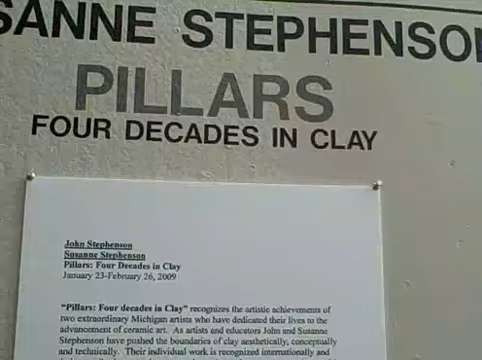 SANNE STEPHENSON
PILLARS
FOUR DECADES IN CLAY
John Stephenson
Susanne Stephenson
Pillars: Four Decades in Clay
January 23-February 26, 2009
"Pillars: Four decades in Clay" recognizes the artistic achievements of
two extraordinary Michigan artists who have dedicated their lives to the
advancement of ceramic art. As artists and educators John and Susanne
Stephenson have pushed the boundaries of clay aesthetically, conceptually
and technically. Their individual work is recognized internationally and